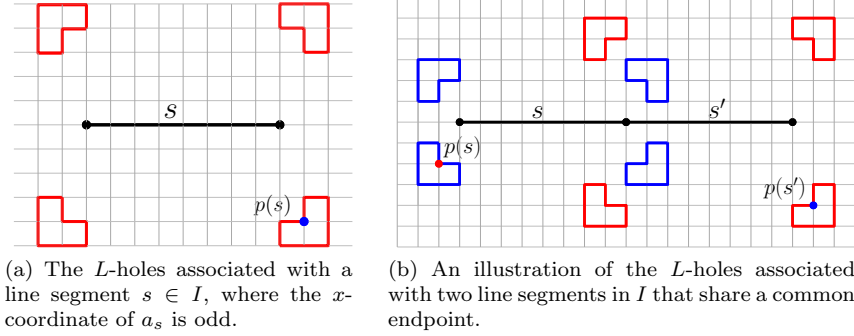 s
p(s)
s
s′
p(s)
p(s′)
(a) The L-holes associated with a
line segment s ∈ I, where the x-
coordinate of aₛ is odd.
(b) An illustration of the L-holes associated
with two line segments in I that share a common
endpoint.